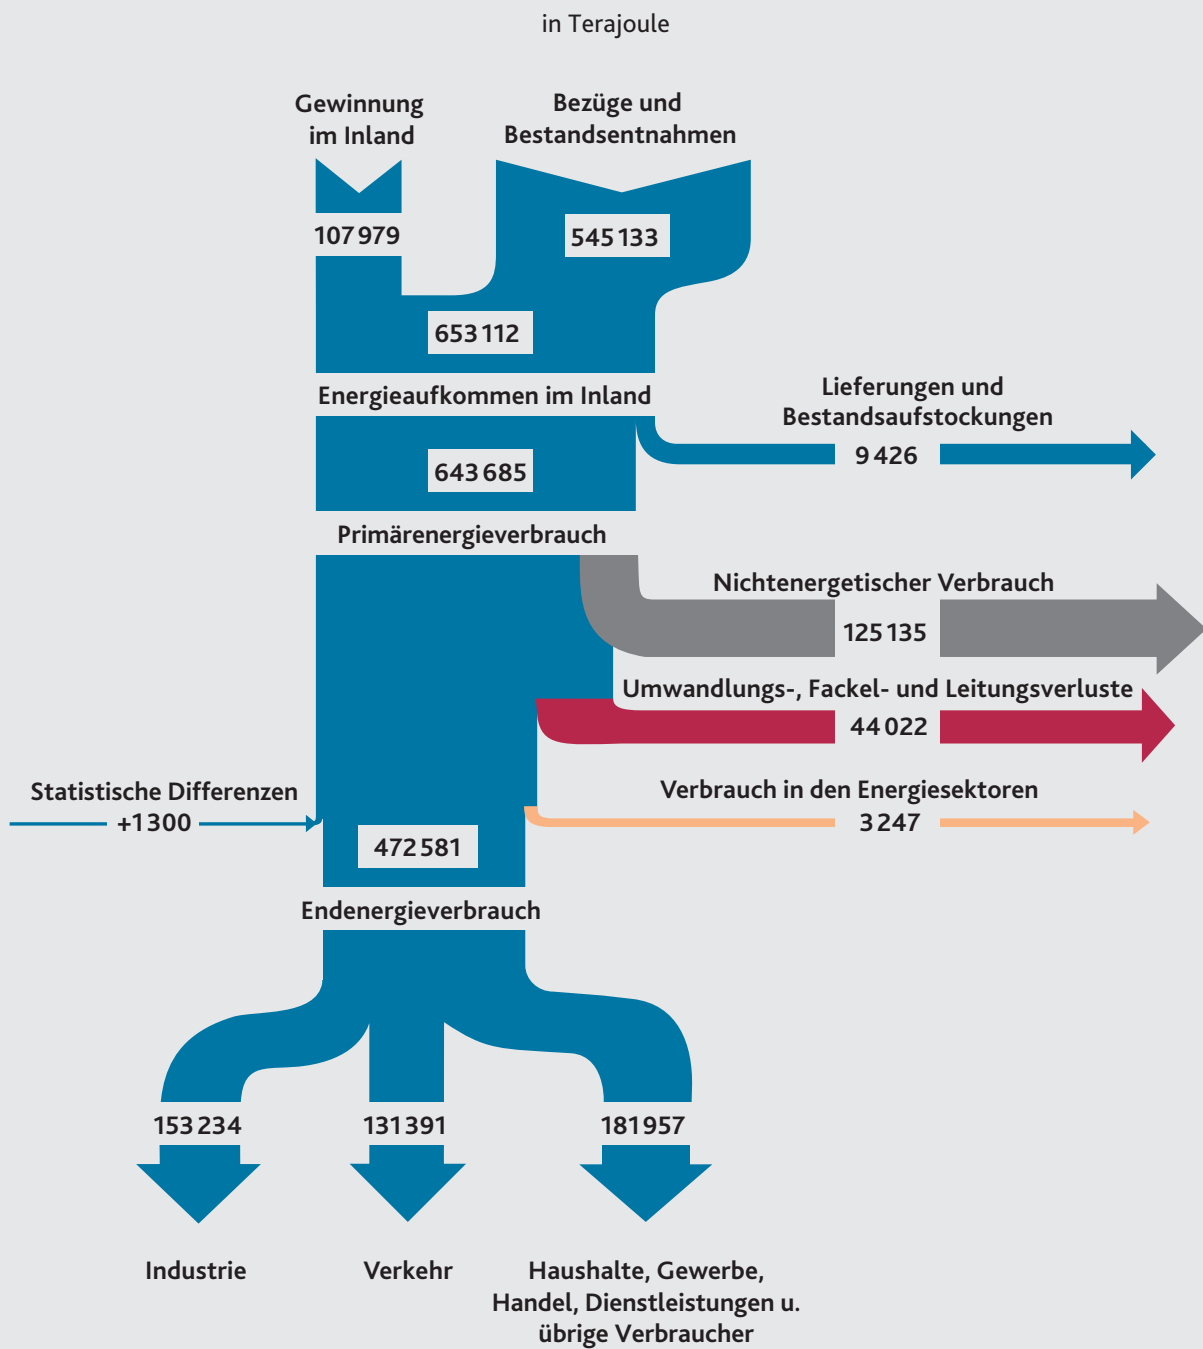 in Terajoule
Gewinnung
im Inland
Bezüge und
Bestandsentnahmen
107 979
545 133
653 112
Energieaufkommen im Inland
Lieferungen und
Bestandsaufstockungen
9 426
643 685
Primärenergieverbrauch
Nichtenergetischer Verbrauch
125 135
Umwandlungs-, Fackel- und Leitungsverluste
44 022
Statistische Differenzen
+1 300
Verbrauch in den Energiesektoren
3 247
472 581
Endenergieverbrauch
153 234
131 391
181 957
Industrie
Verkehr
Haushalte, Gewerbe,
Handel, Dienstleistungen u.
übrige Verbraucher